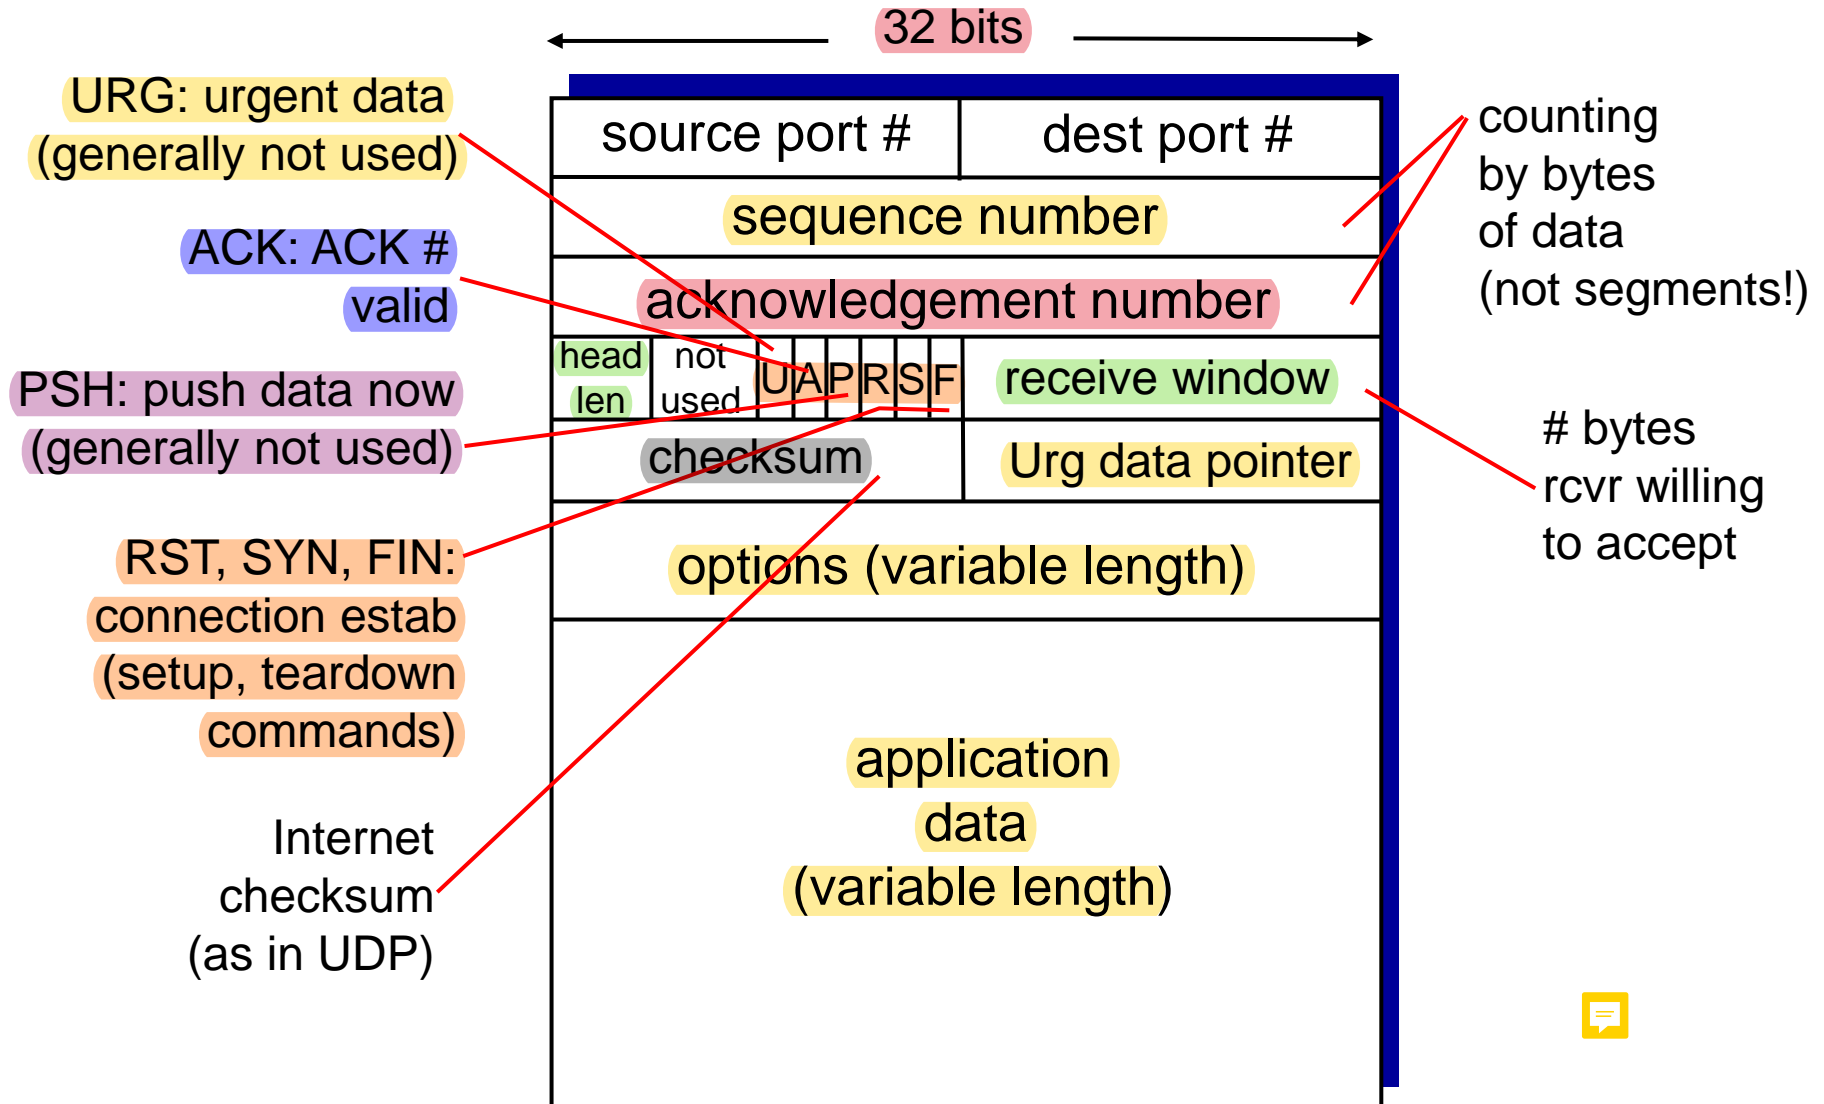 32 bits
URG: urgent data
(generally not used)
ACK: ACK #
valid
PSH: push data now
(generally not used)
RST, SYN, FIN:
connection estab
(setup, teardown
commands)
Internet
checksum
(as in UDP)
source port #
dest port #
sequence number
acknowledgement number
head
len
not
used
U A P R S F
receive window
checksum
Urg data pointer
options (variable length)
application
data
(variable length)
counting
by bytes
of data
(not segments!)
# bytes
rcvr willing
to accept